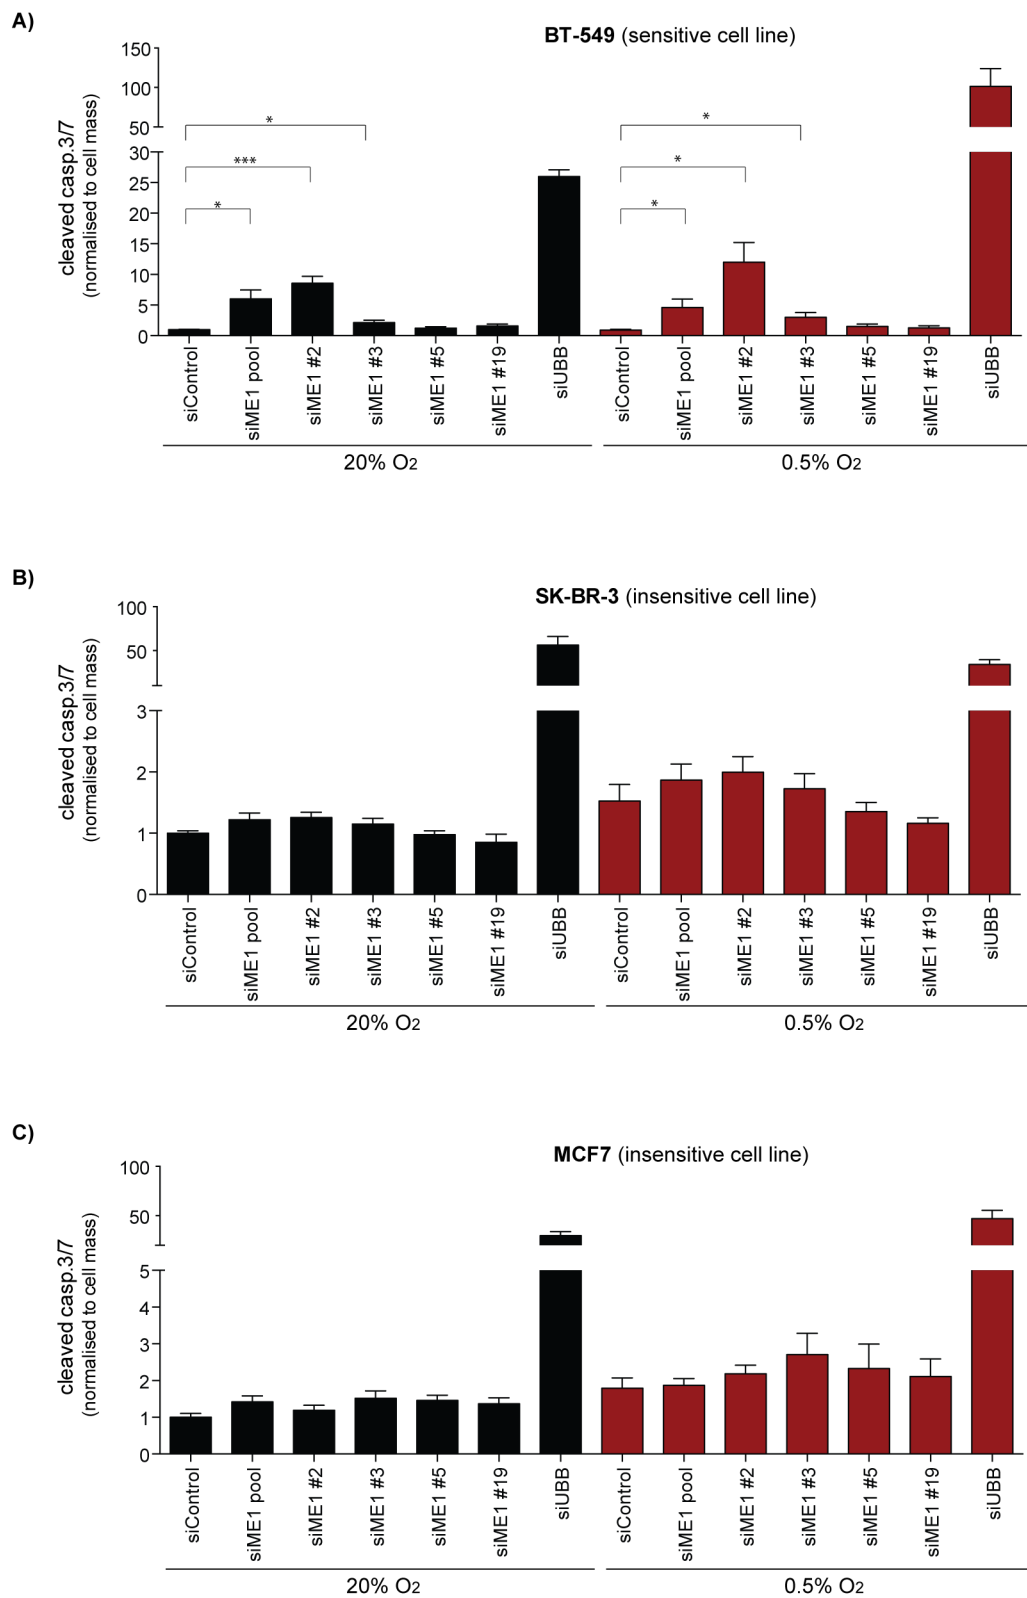 A)
BT-549 (sensitive cell line)
cleaved casp.3/7
(normalised to cell mass)
150
100
50
30
25
20
15
10
5
0
*
***
*
*
*
*
siControl
siME1 pool
siME1 #2
siME1 #3
siME1 #5
siME1 #19
siUBB
siControl
siME1 pool
siME1 #2
siME1 #3
siME1 #5
siME1 #19
siUBB
20% O2
0.5% O2
B)
SK-BR-3 (insensitive cell line)
cleaved casp.3/7
(normalised to cell mass)
100
50
3
2
1
0
siControl
siME1 pool
siME1 #2
siME1 #3
siME1 #5
siME1 #19
siUBB
siControl
siME1 pool
siME1 #2
siME1 #3
siME1 #5
siME1 #19
siUBB
20% O2
0.5% O2
C)
MCF7 (insensitive cell line)
cleaved casp.3/7
(normalised to cell mass)
100
50
5
4
3
2
1
0
siControl
siME1 pool
siME1 #2
siME1 #3
siME1 #5
siME1 #19
siUBB
siControl
siME1 pool
siME1 #2
siME1 #3
siME1 #5
siME1 #19
siUBB
20% O2
0.5% O2